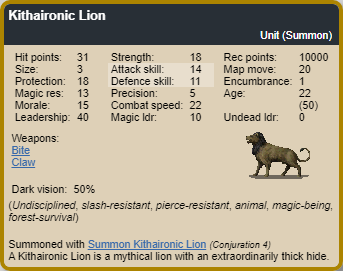 Kithaironic Lion
Unit (Summon)
Hit points: 31 Strength: 18 Rec points: 10000
Size: 3 Attack skill: 14 Map move: 20
Protection: 18 Defence skill: 11 Encumbrance: 1
Magic res: 13 Precision: 5 Age: 22
Morale: 15 Combat speed: 22 (50)
Leadership: 40 Magic ldr: 10 Undead ldr: 0
Weapons:
Bite
Claw
Dark vision: 50%
(Undisciplined, slash-resistant, pierce-resistant, animal, magic-being,
forest-survival)
Summoned with Summon Kithaironic Lion (Conjuration 4)
A Kithaironic Lion is a mythical lion with an extraordinarily thick hide.